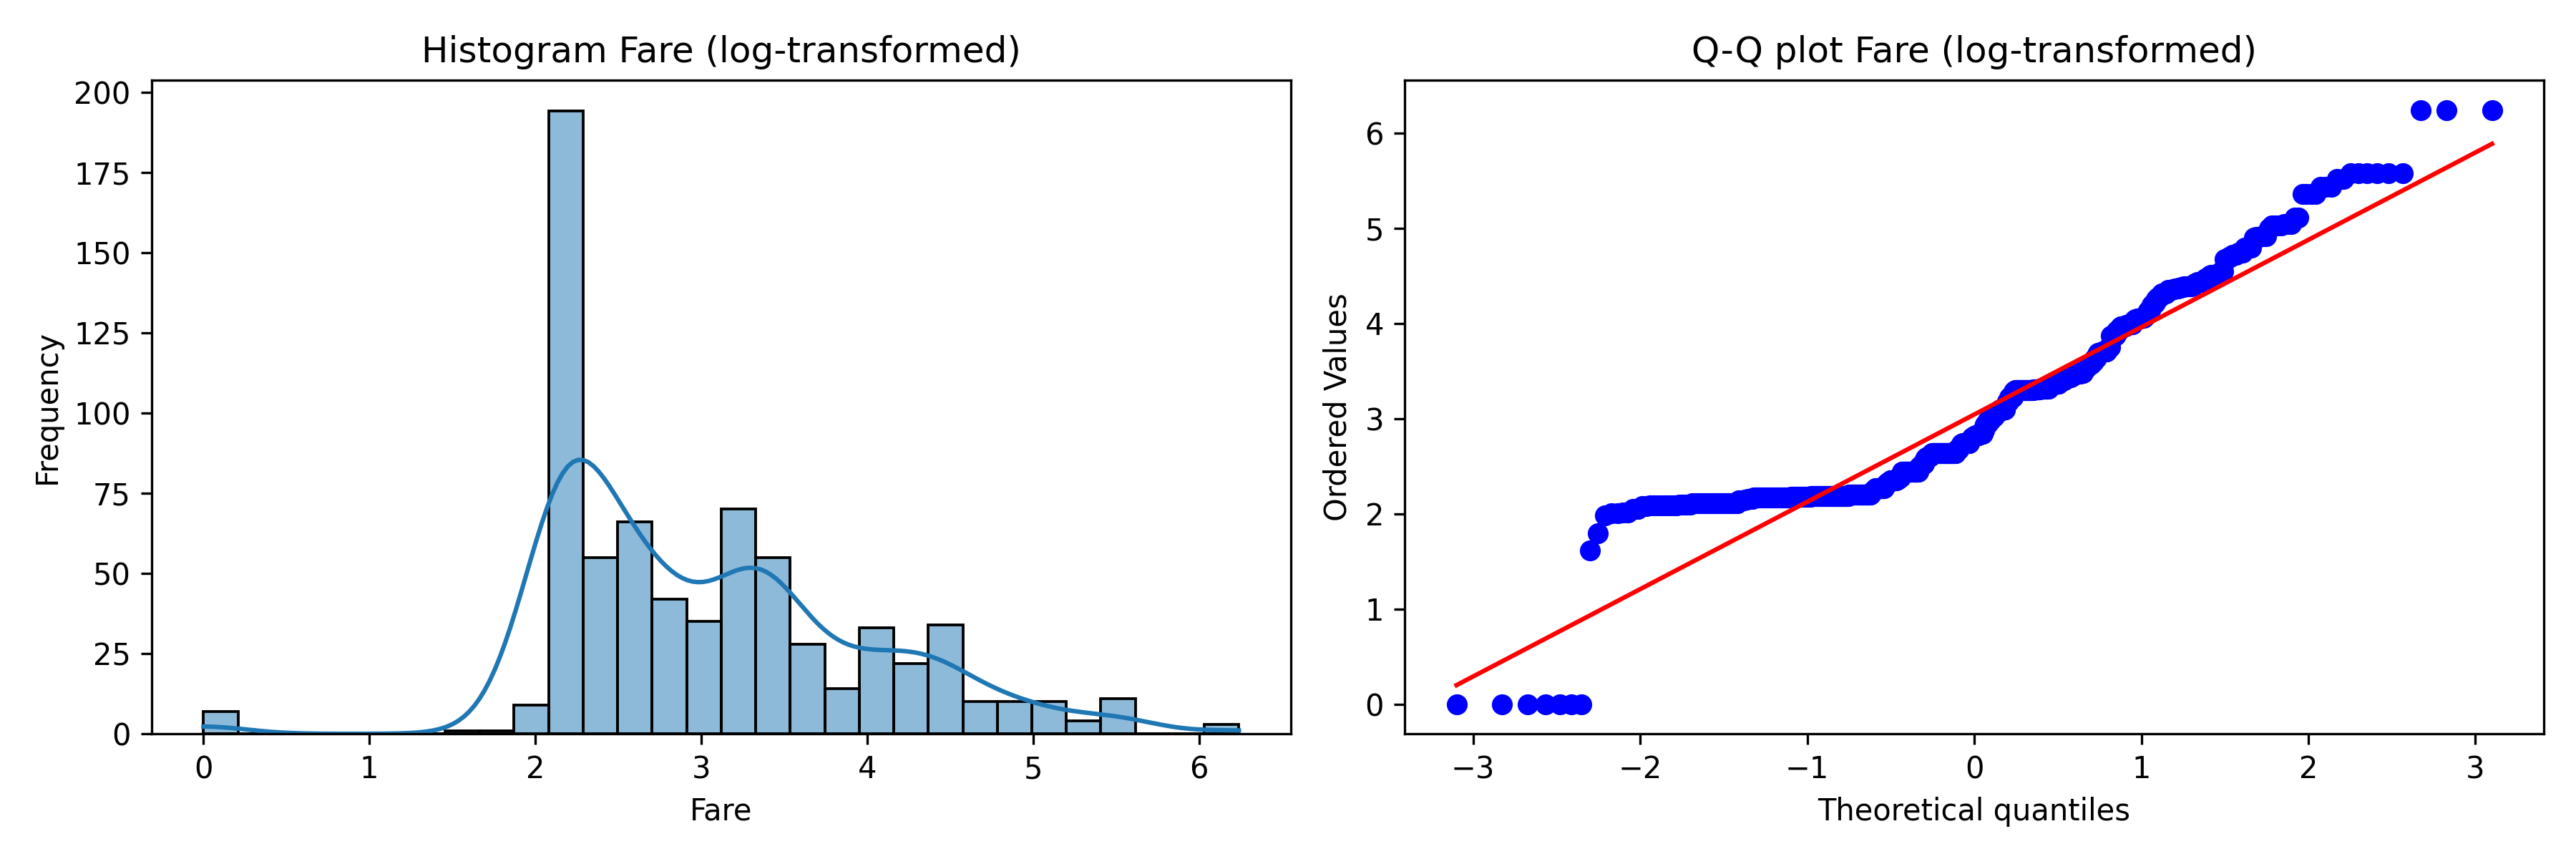 Histogram Fare (log-transformed)
200
175
150
125
100
75
50
25
0
Frequency
0 1 2 3 4 5 6
Fare
Q-Q plot Fare (log-transformed)
6
5
4
3
2
1
0
Ordered Values
−3 −2 −1 0 1 2 3
Theoretical quantiles